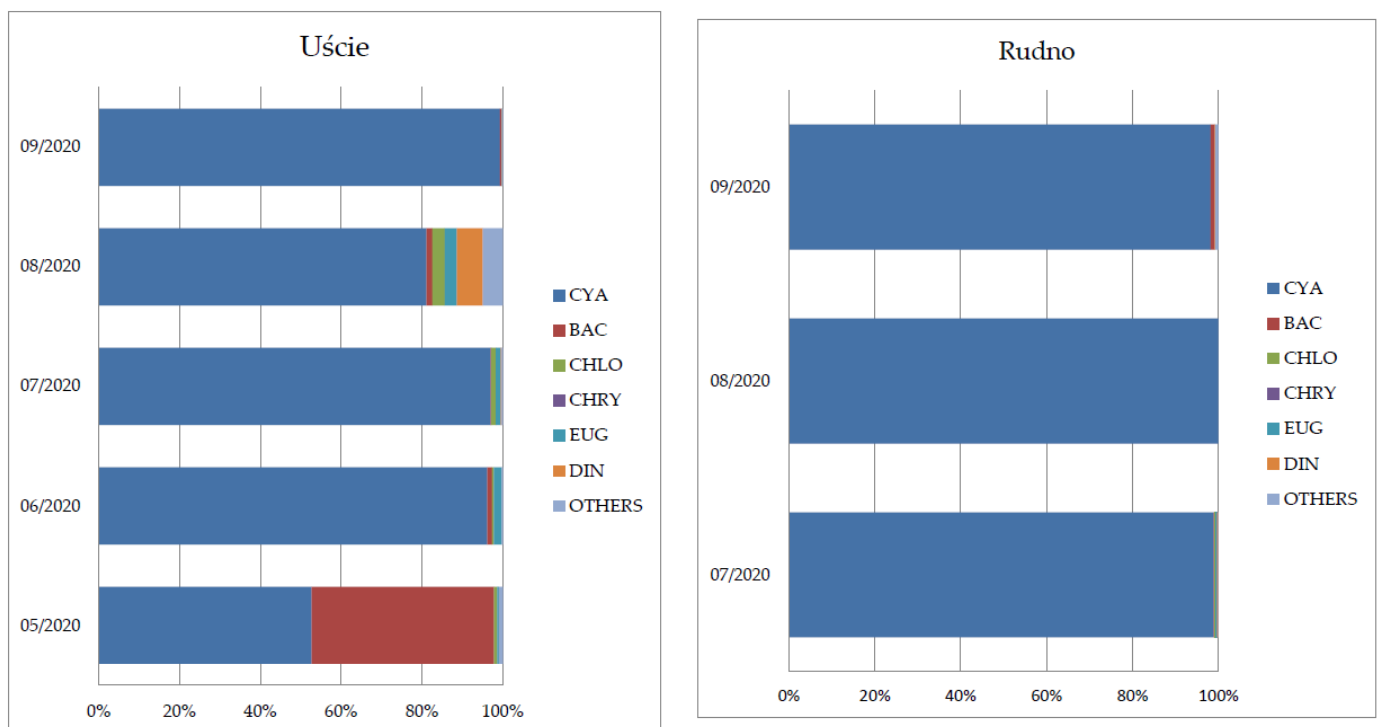 Uście
09/2020
08/2020
07/2020
06/2020
05/2020
0%
20%
40%
60%
80%
100%
CYA
BAC
CHLO
CHRY
EUG
DIN
OTHERS
Rudno
09/2020
08/2020
07/2020
0%
20%
40%
60%
80%
100%
CYA
BAC
CHLO
CHRY
EUG
DIN
OTHERS